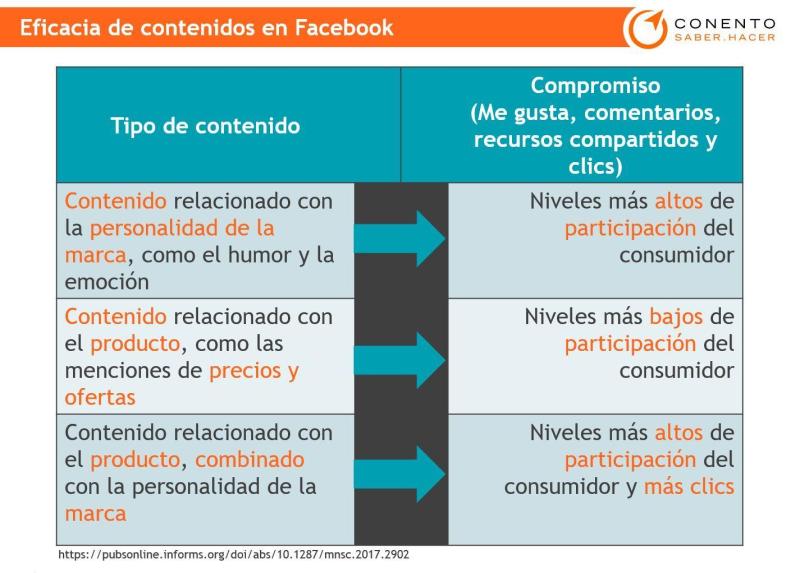 Eficacia de contenidos en Facebook
CONENTO
SABER.HACER
Tipo de contenido
Compromiso
(Me gusta, comentarios,
recursos compartidos y
clics)
Contenido relacionado con
la personalidad de la
marca, como el humor y la
emoción
Niveles más altos de
participación del
consumidor
Contenido relacionado con
el producto, como las
menciones de precios y
ofertas
Niveles más bajos de
participación del
consumidor
Contenido relacionado con
el producto, combinado
con la personalidad de la
marca
Niveles más altos de
participación del
consumidor y más clics
https://pubsonline.informs.org/doi/abs/10.1287/mnsc.2017.2902